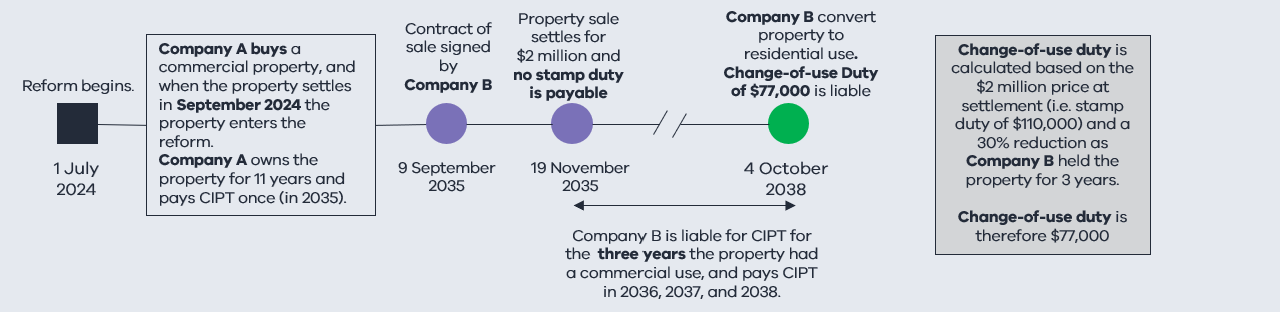 Reform begins.
1 July
2024
Company A buys a
commercial property, and
when the property settles
in September 2024 the
property enters the
reform.
Company A owns the
property for 11 years and
pays CIPT once (in 2035).
Contract of
sale signed
by
Company B
9 September
2035
Property sale
settles for
$2 million and
no stamp duty
is payable
19 November
2035
Company B convert
property to
residential use.
Change-of-use Duty
of $77,000 is liable
4 October
2038
Company B is liable for CIPT for
the three years the property had
a commercial use, and pays CIPT
in 2036, 2037, and 2038.
Change-of-use duty is
calculated based on the
$2 million price at
settlement (i.e. stamp
duty of $110,000) and a
30% reduction as
Company B held the
property for 3 years.
Change-of-use duty is
therefore $77,000